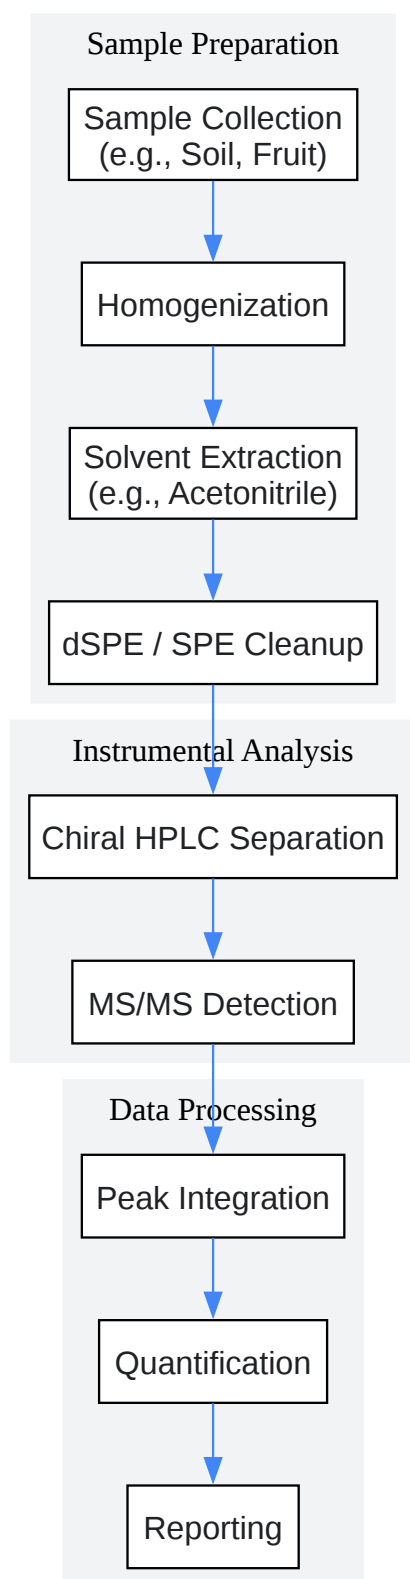 Sample Preparation
Sample Collection
(e.g., Soil, Fruit)
Homogenization
Solvent Extraction
(e.g., Acetonitrile)
dSPE / SPE Cleanup
Instrumental Analysis
Chiral HPLC Separation
MS/MS Detection
Data Processing
Peak Integration
Quantification
Reporting